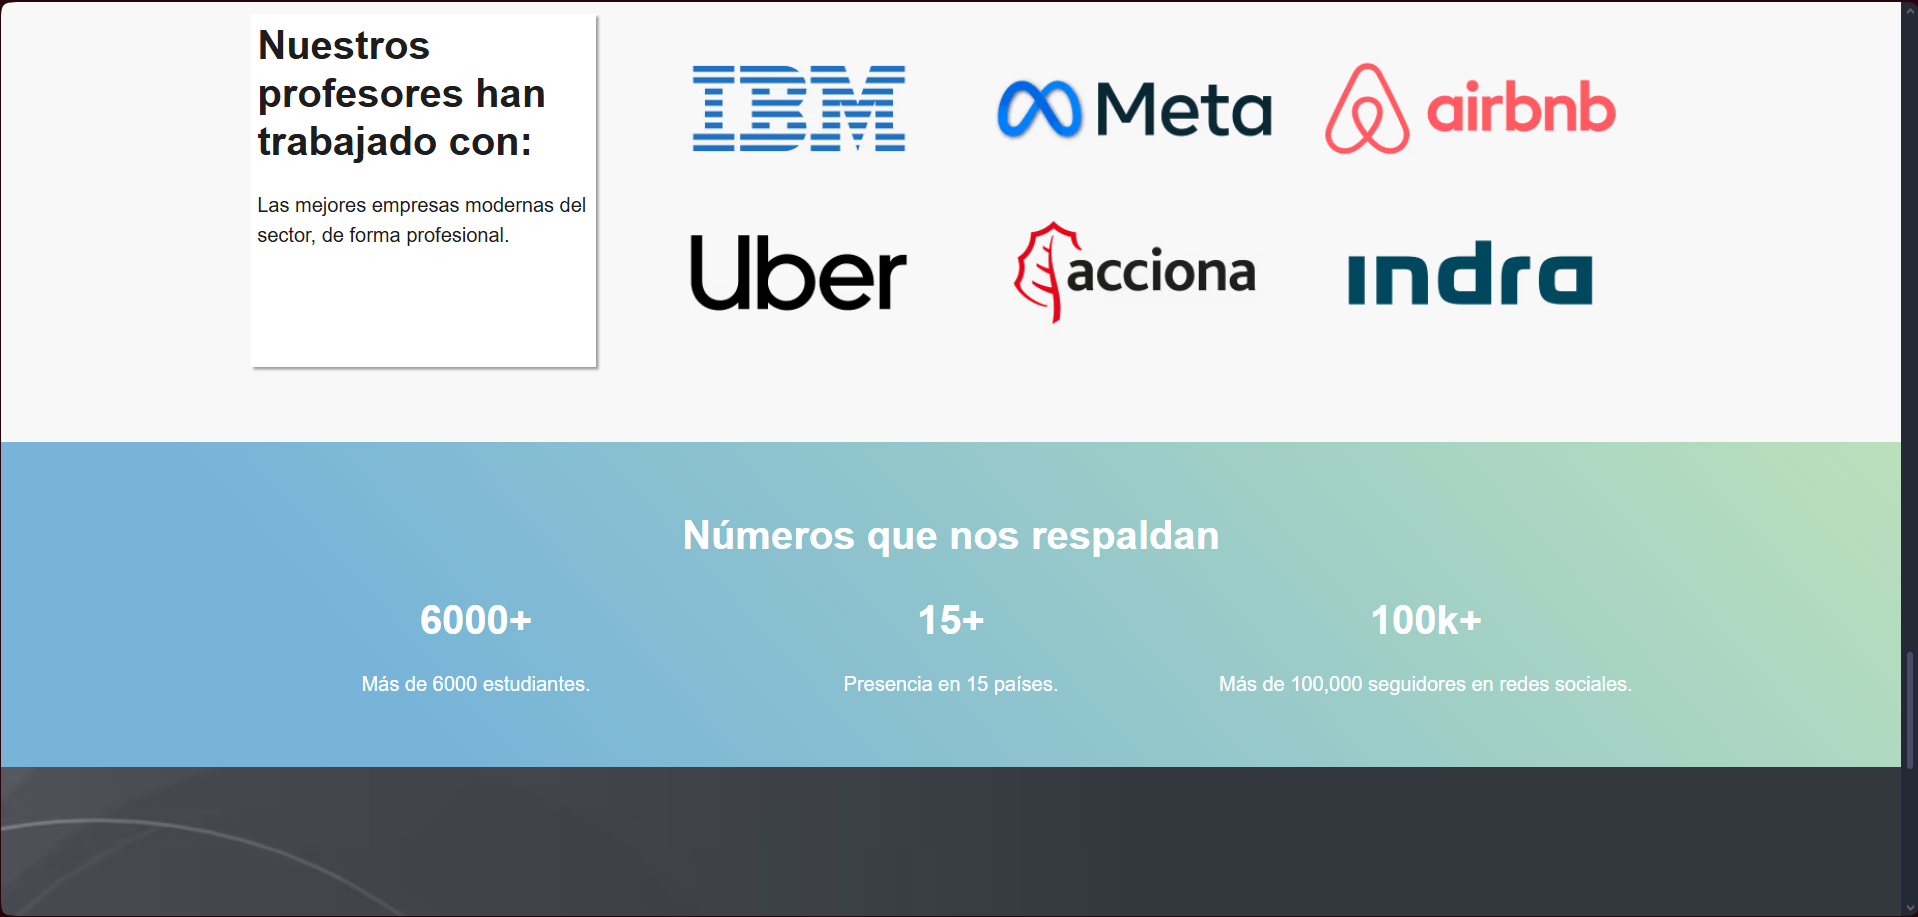 Nuestros
profesores han
trabajado con:
Las mejores empresas modernas del
sector, de forma profesional.
IBM
Meta
airbnb
Uber
acciona
indra
Números que nos respaldan
6000+
Más de 6000 estudiantes.
15+
Presencia en 15 países.
100k+
Más de 100,000 seguidores en redes sociales.